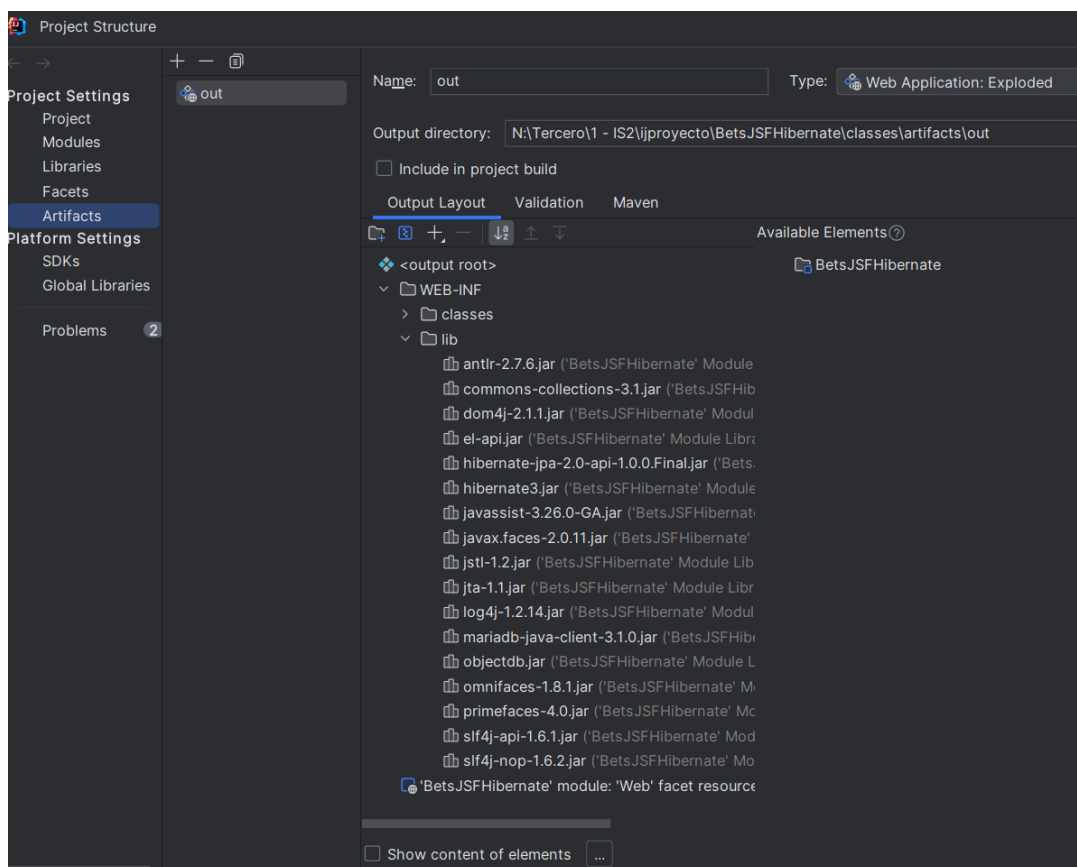 Project Structure
Project Settings
Project
Modules
Libraries
Facets
Artifacts
Platform Settings
SDKs
Global Libraries
Problems 2
out
Name: out Type: Web Application: Exploded
Output directory: N:\Tercero\1 - IS2\ijproyecto\BetsJSFHibernate\classes\artifacts\out
Include in project build
Output Layout Validation Maven
Available Elements
<output root>
WEB-INF
classes
lib
antlr-2.7.6.jar ('BetsJSFHibernate' Module
commons-collections-3.1.jar ('BetsJSFHib
dom4j-2.1.1.jar ('BetsJSFHibernate' Modul
el-api.jar ('BetsJSFHibernate' Module Libra
hibernate-jpa-2.0-api-1.0.0.Final.jar ('Bets.
hibernate3.jar ('BetsJSFHibernate' Module
javassist-3.26.0-GA.jar ('BetsJSFHibernate
javax.faces-2.0.11.jar ('BetsJSFHibernate'
jstl-1.2.jar ('BetsJSFHibernate' Module Lib
jta-1.1.jar ('BetsJSFHibernate' Module Libr
log4j-1.2.14.jar ('BetsJSFHibernate' Modul
mariadb-java-client-3.1.0.jar ('BetsJSFHibe
objectdb.jar ('BetsJSFHibernate' Module L
omnifaces-1.8.1.jar ('BetsJSFHibernate' M
primefaces-4.0.jar ('BetsJSFHibernate' Mo
slf4j-api-1.6.1.jar ('BetsJSFHibernate' Mod
slf4j-nop-1.6.2.jar ('BetsJSFHibernate' Mo
'BetsJSFHibernate' module: 'Web' facet resource
BetsJSFHibernate
Show content of elements ...